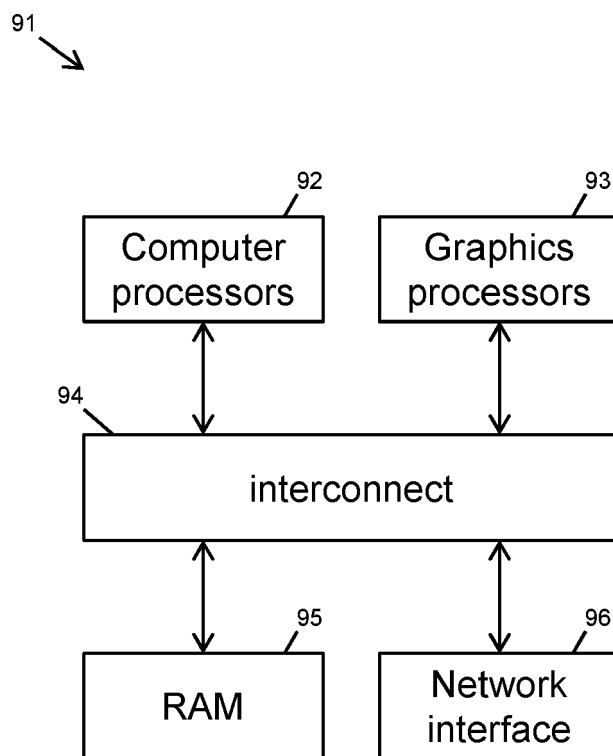 91
92
93
Computer
processors
Graphics
processors
94
interconnect
95
96
RAM
Network
interface